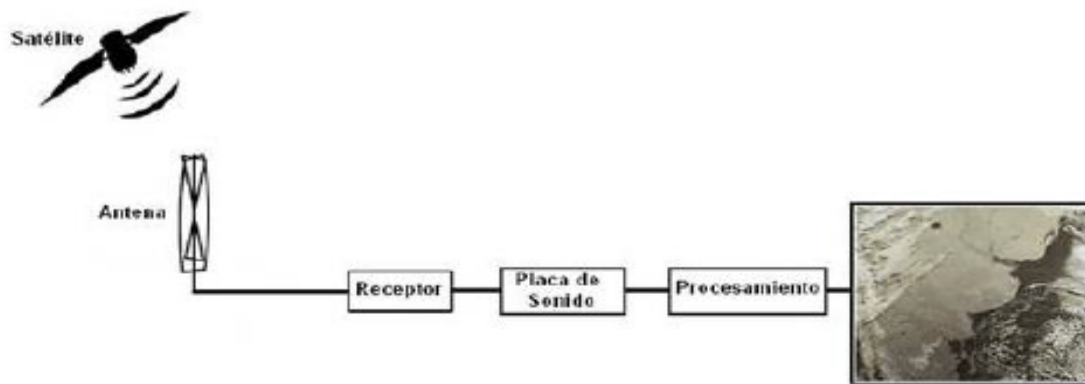 Satélite
Antena
Receptor
Placa de
Sonido
Procesamiento